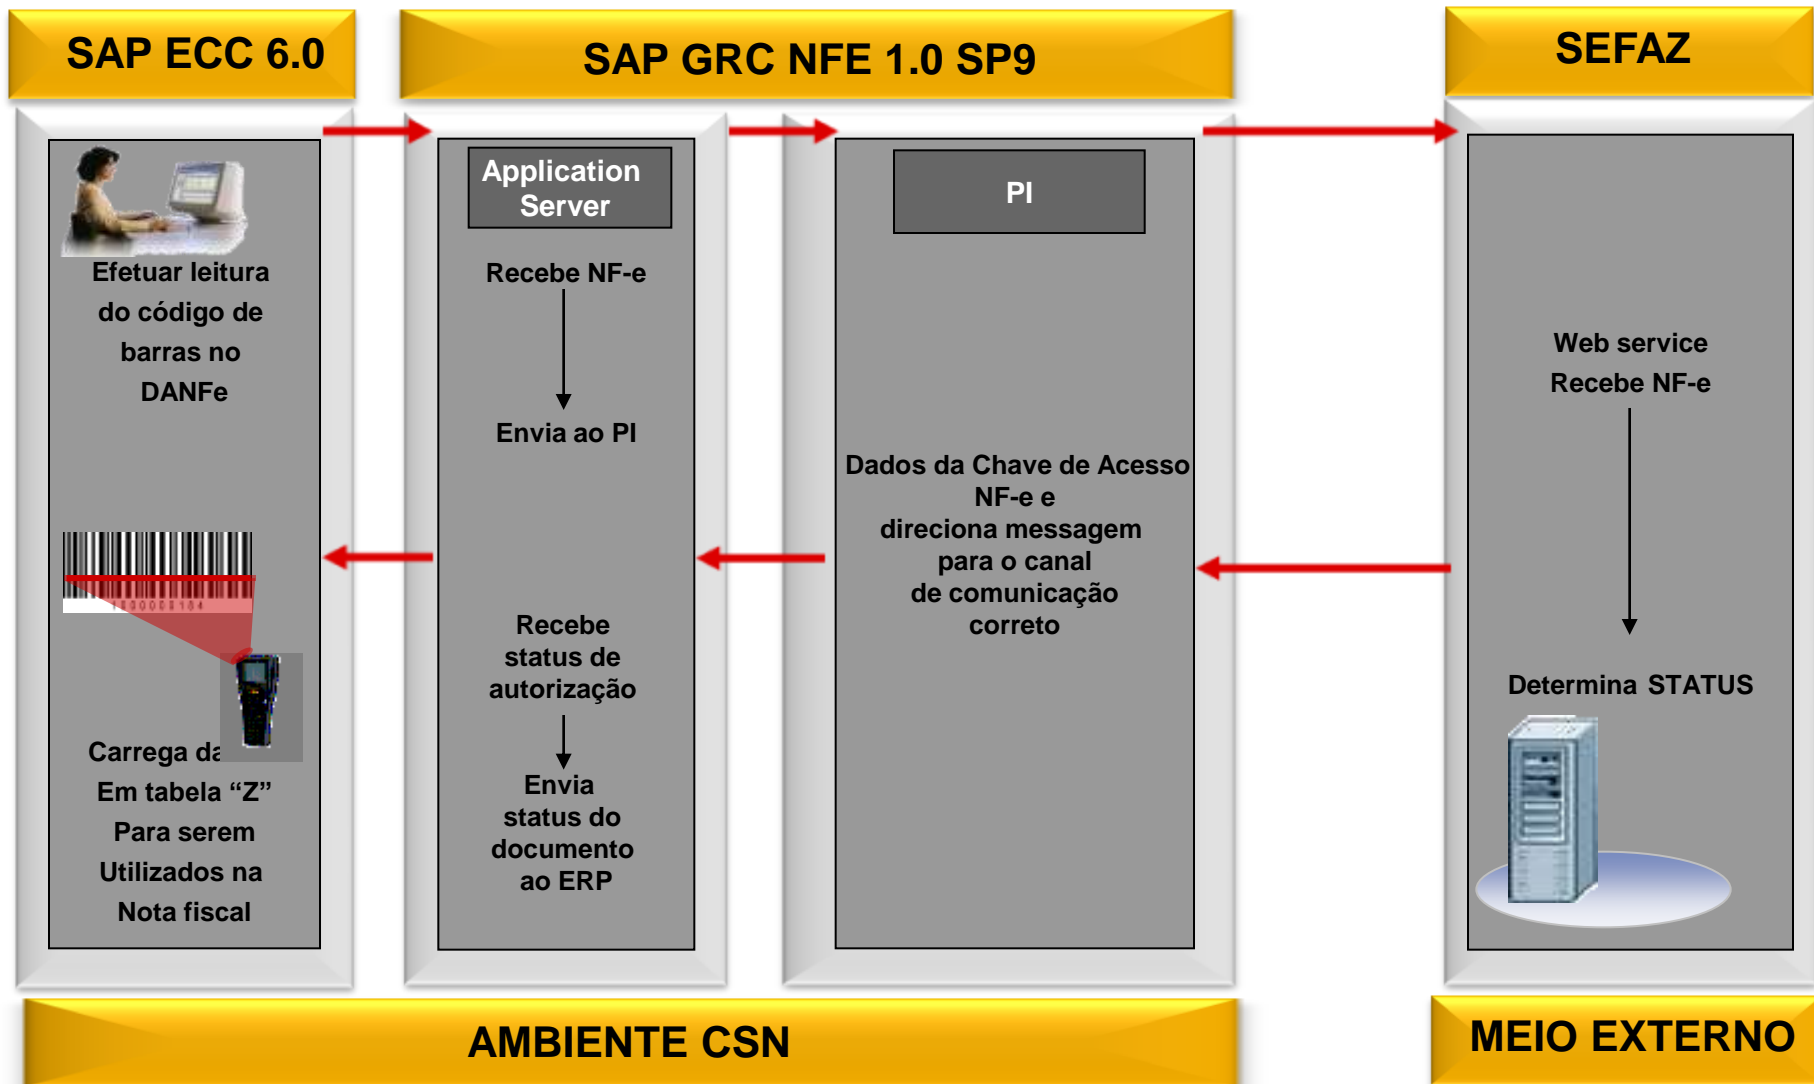 SAP ECC 6.0
SAP GRC NFE 1.0 SP9
SEFAZ
Efetuar leitura
do código de
barras no
DANFe
Carrega
Em tabela “Z”
Para serem
Utilizados na
Nota fiscal
Application
Server
Recebe NF-e
Envia ao PI
Recebe
status de
autorização
Envia
status do
documento
ao ERP
PI
Dados da Chave de Acesso
NF-e e
direciona messagem
para o canal
de comunicação
correto
Web service
Recebe NF-e
Determina STATUS
AMBIENTE CSN
MEIO EXTERNO